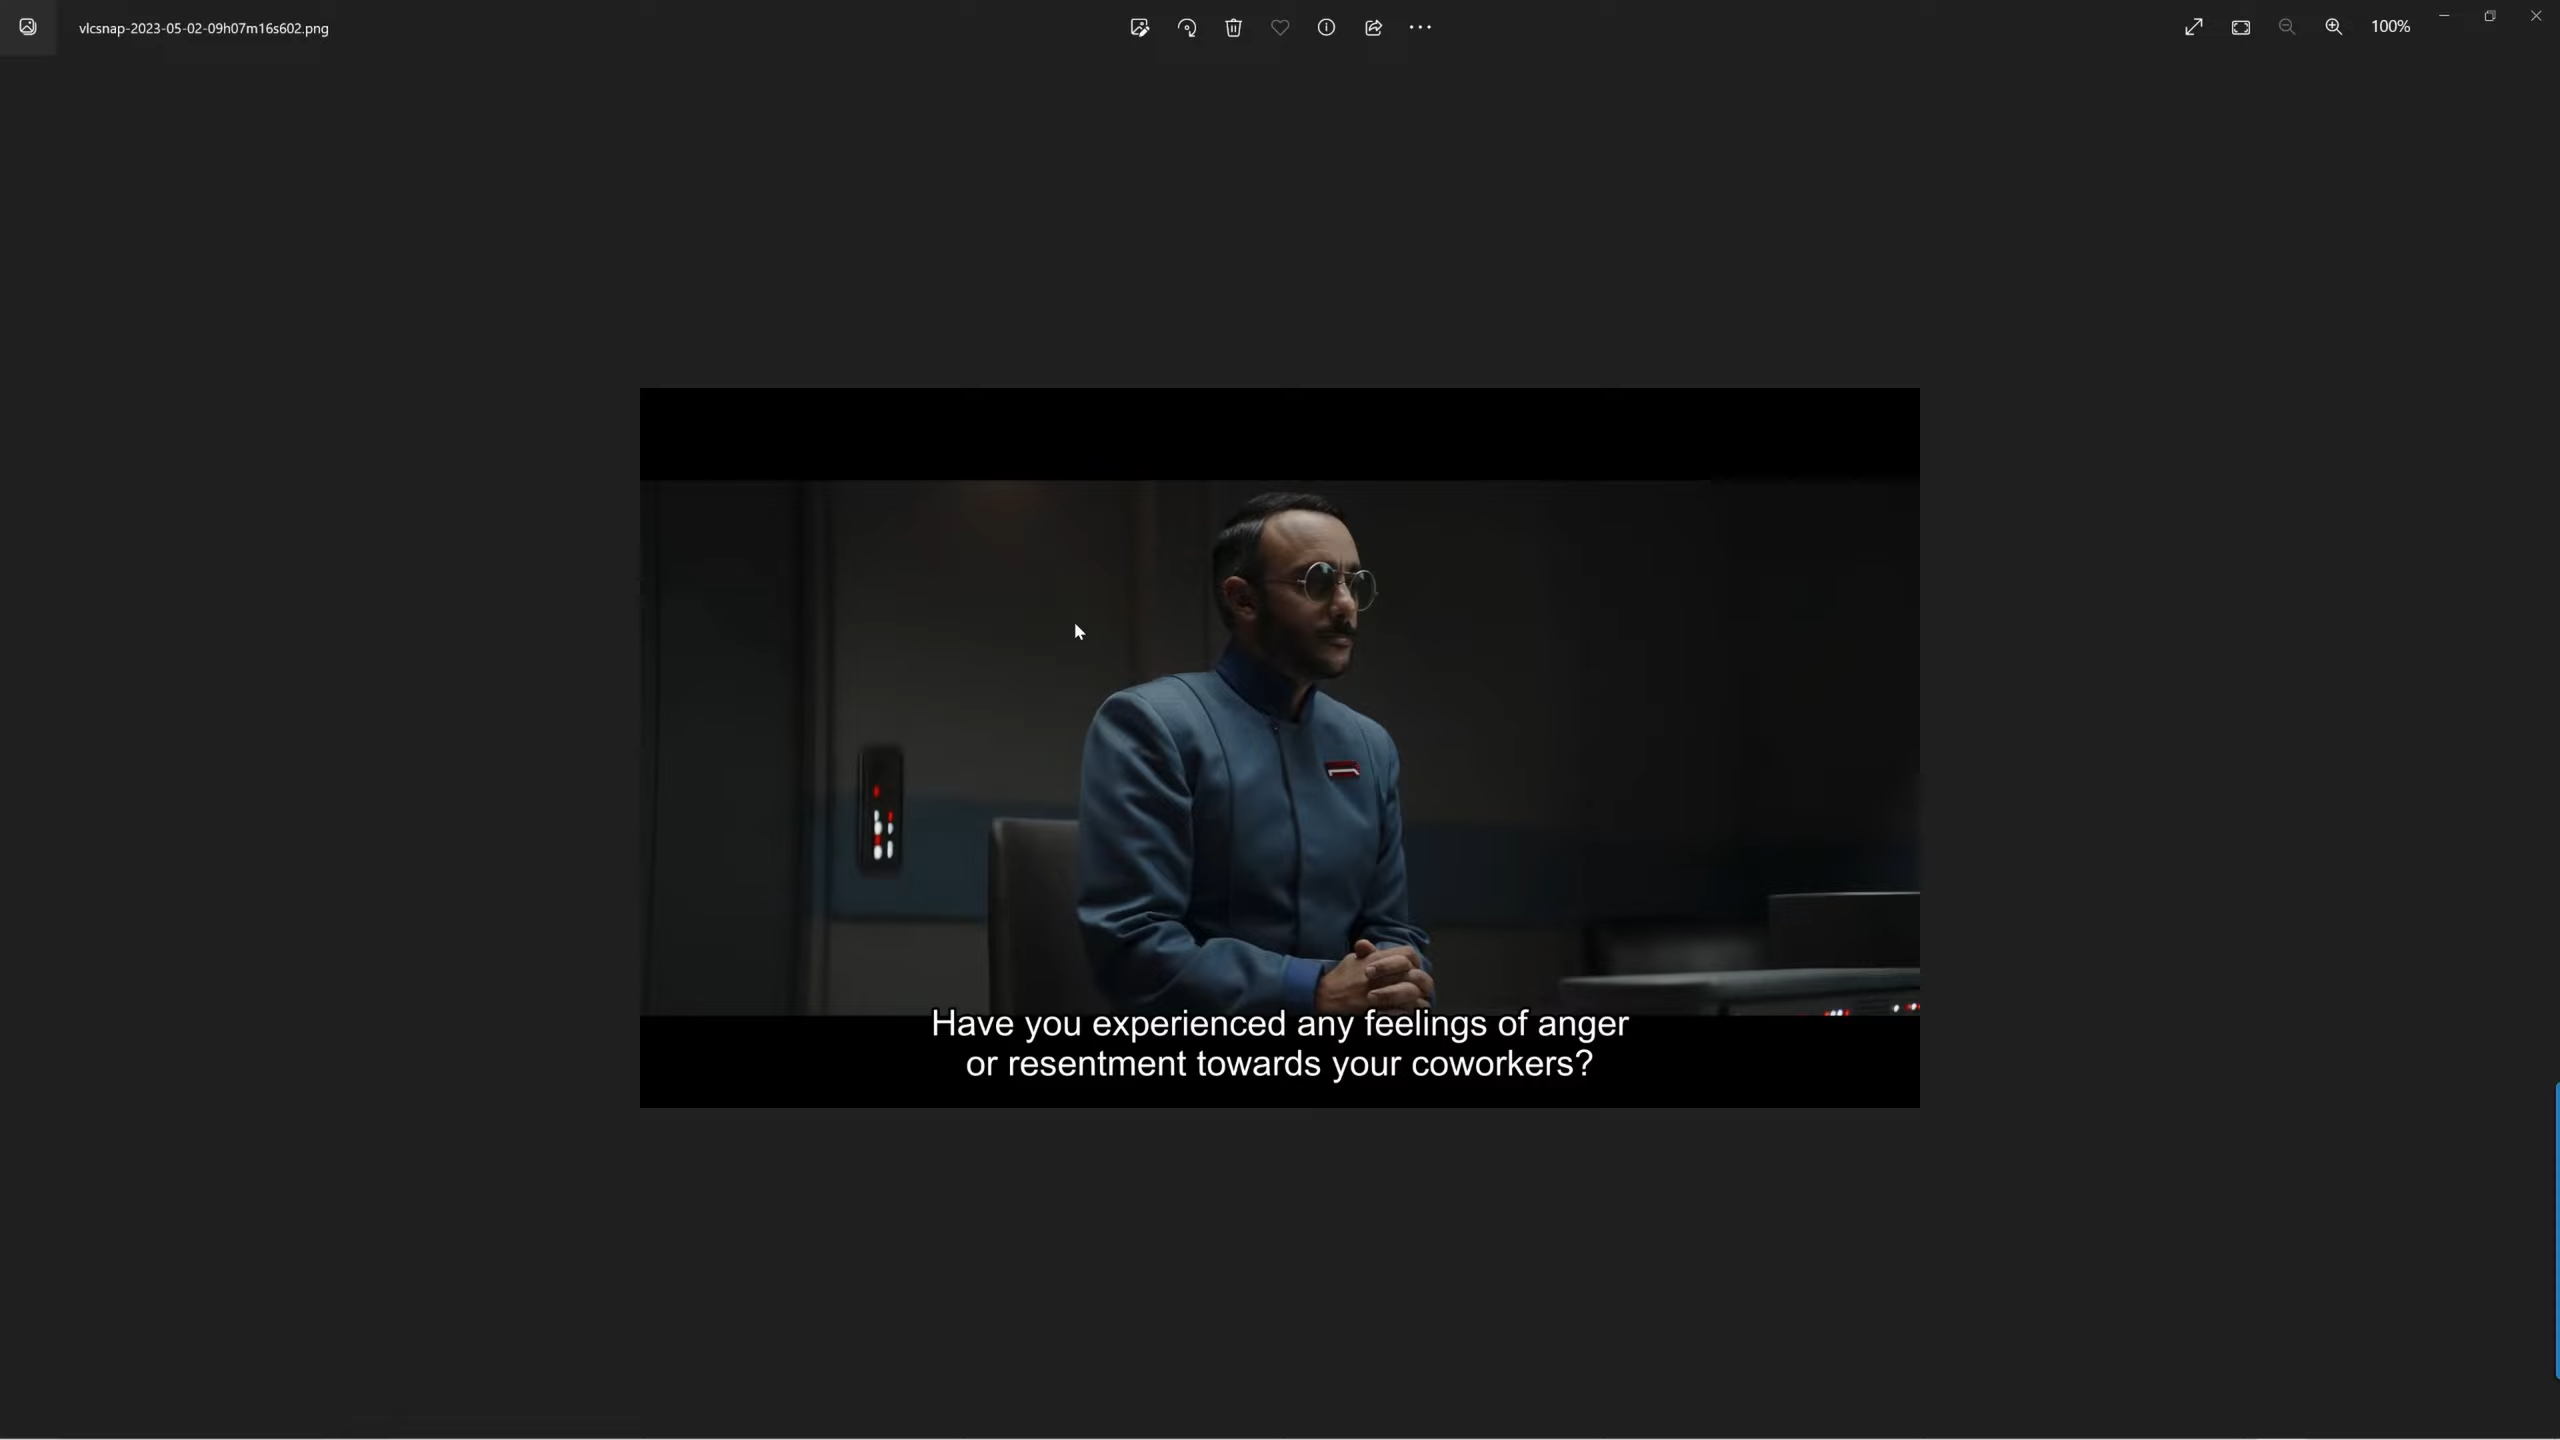 vlcsnap-2023-05-02-09h07m16s602.png
100%
Have you experienced any feelings of anger
or resentment towards your coworkers?